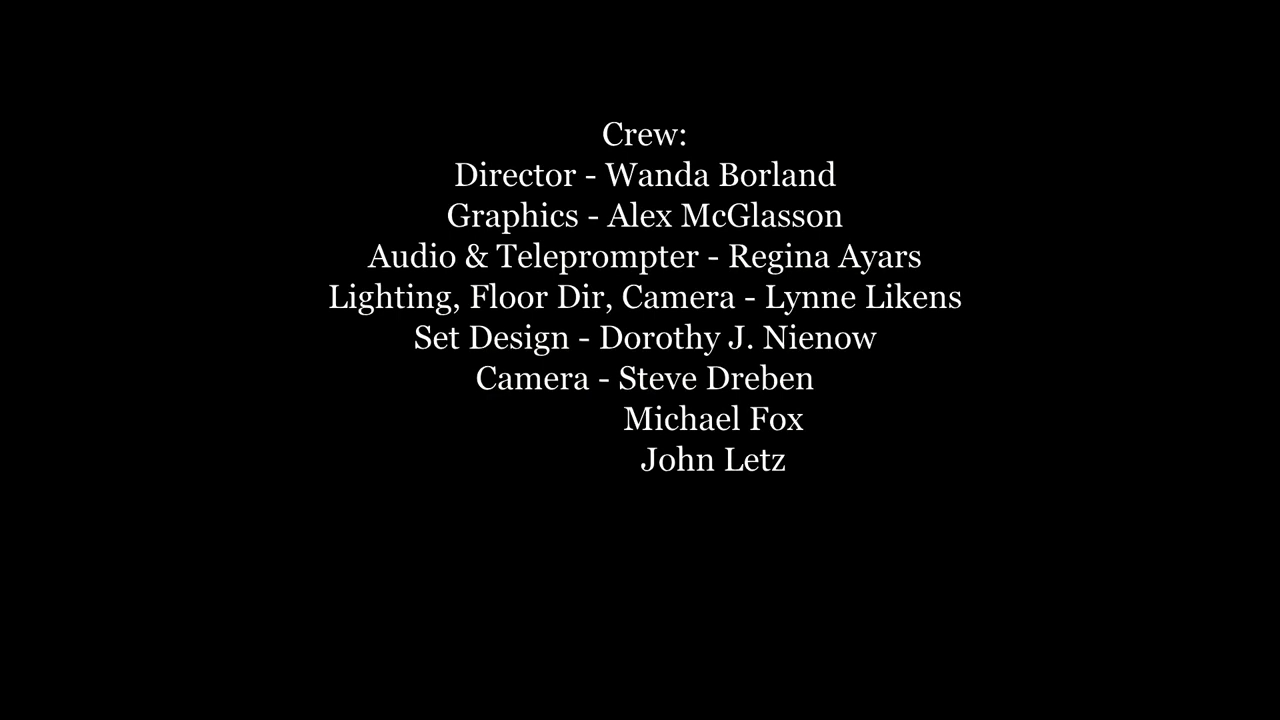 Crew:
Director - Wanda Borland
Graphics - Alex McGlasson
Audio & Teleprompter - Regina Ayars
Lighting, Floor Dir, Camera - Lynne Likens
Set Design - Dorothy J. Nienow
Camera - Steve Dreben
Michael Fox
John Letz